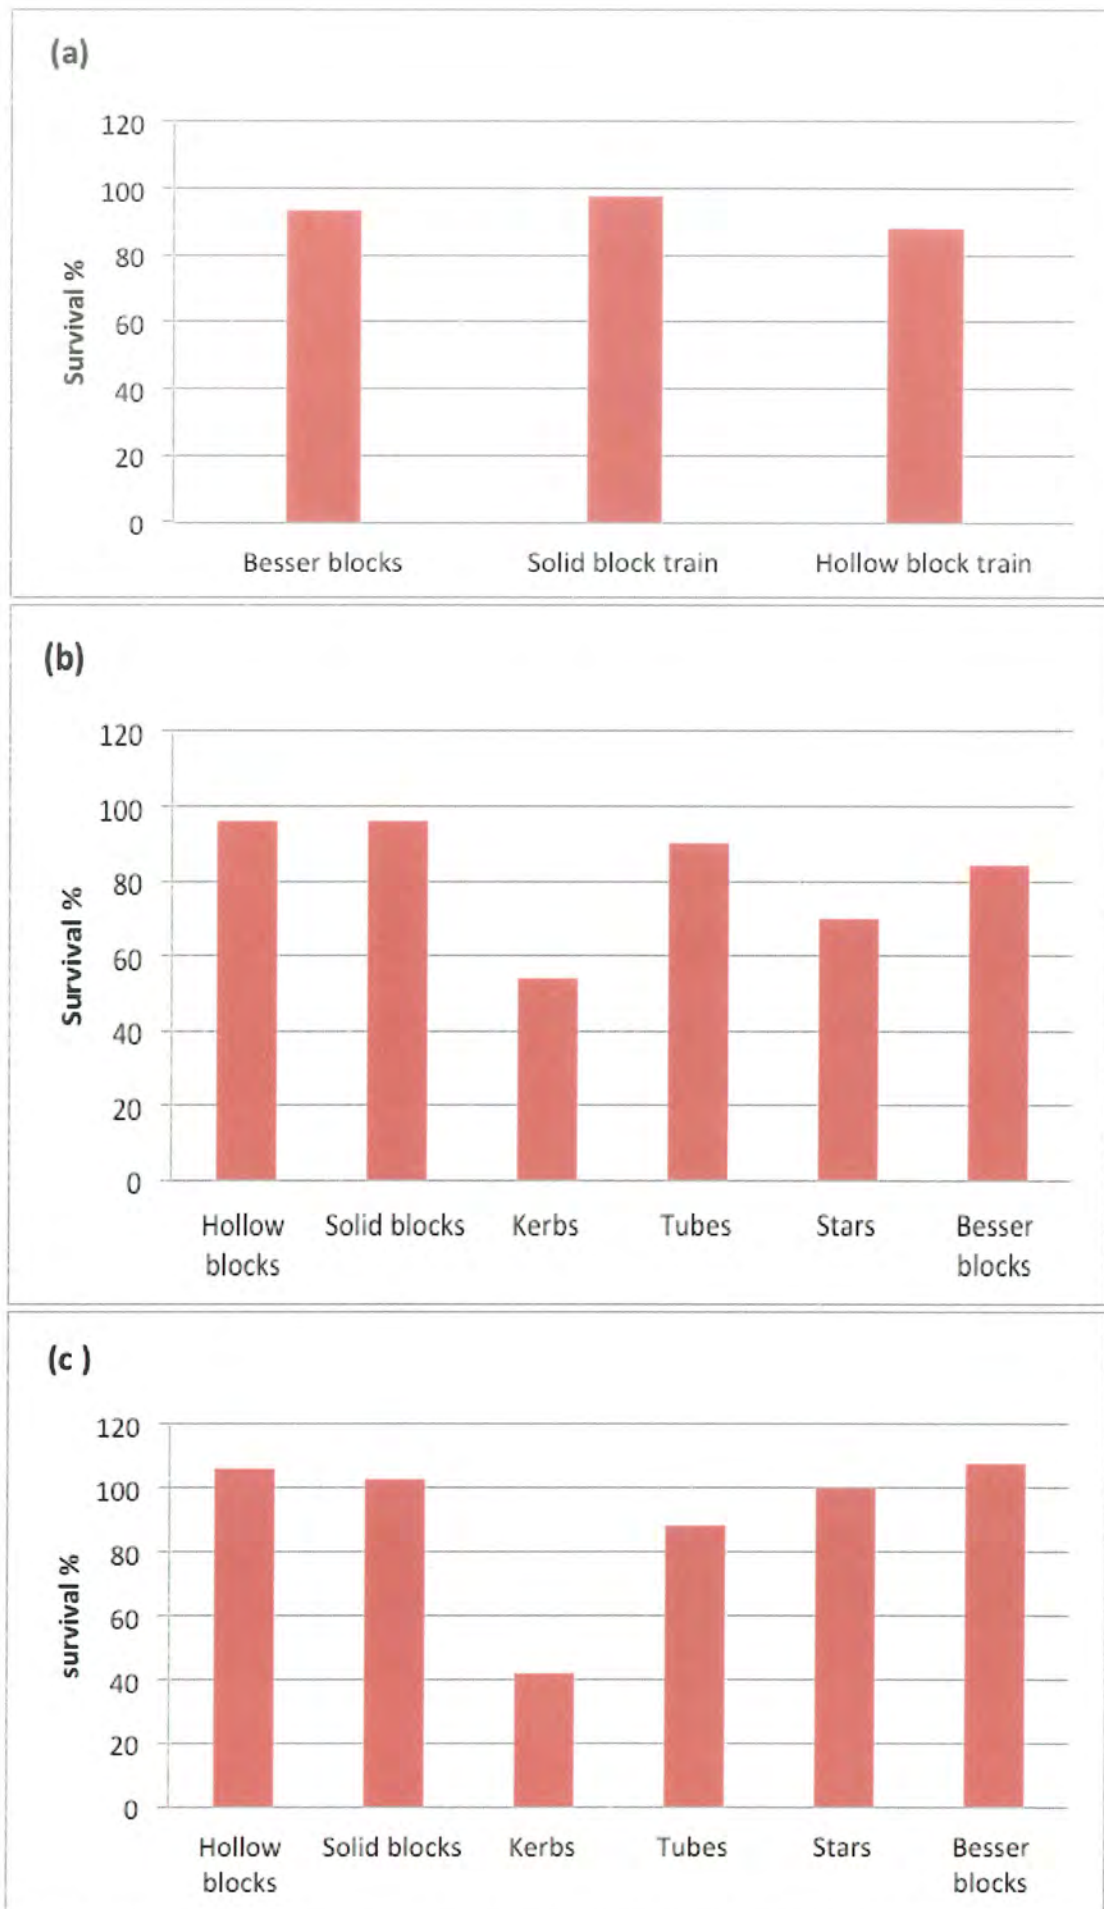 (a)
120
100
80
60
40
20
0
Survival %
Besser blocks Solid block train Hollow block train
(b)
120
100
80
60
40
20
0
Survival %
Hollow blocks Solid blocks Kerbs Tubes Stars Besser blocks
(c )
120
100
80
60
40
20
0
survival %
Hollow blocks Solid blocks Kerbs Tubes Stars Besser blocks